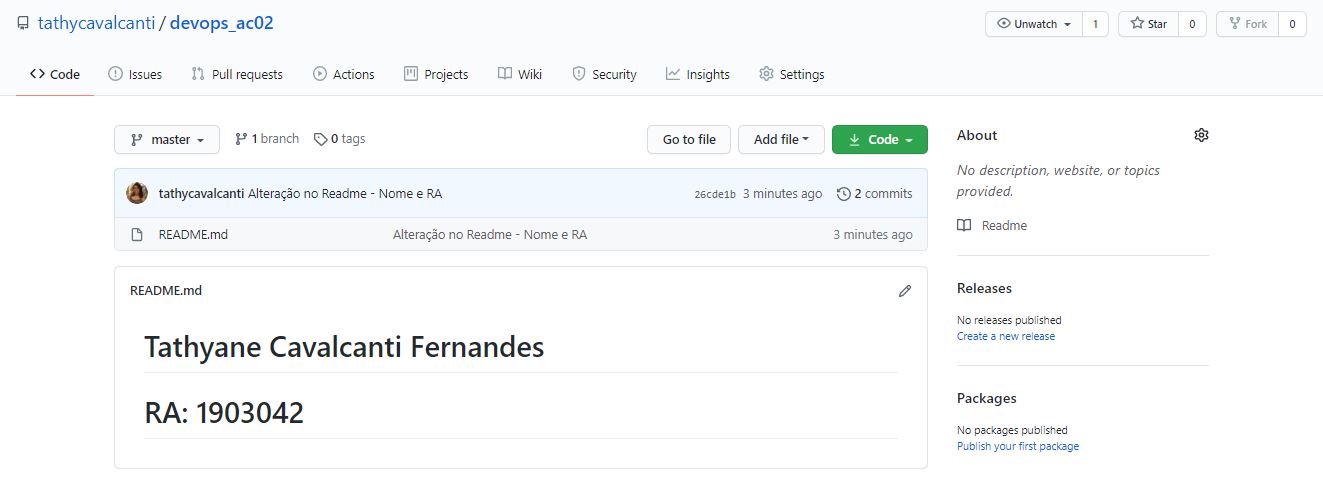 tathycavalcanti / devops_ac02
Unwatch 1 Star 0 Fork 0
Code Issues Pull requests Actions Projects Wiki Security Insights Settings
master 1 branch 0 tags Go to file Add file Code
tathycavalcanti Alteração no Readme - Nome e RA 26cde1b 3 minutes ago 2 commits
README.md Alteração no Readme - Nome e RA 3 minutes ago
README.md
Tathyane Cavalcanti Fernandes
RA: 1903042
About
No description, website, or topics
provided.
Readme
Releases
No releases published
Create a new release
Packages
No packages published
Publish your first package